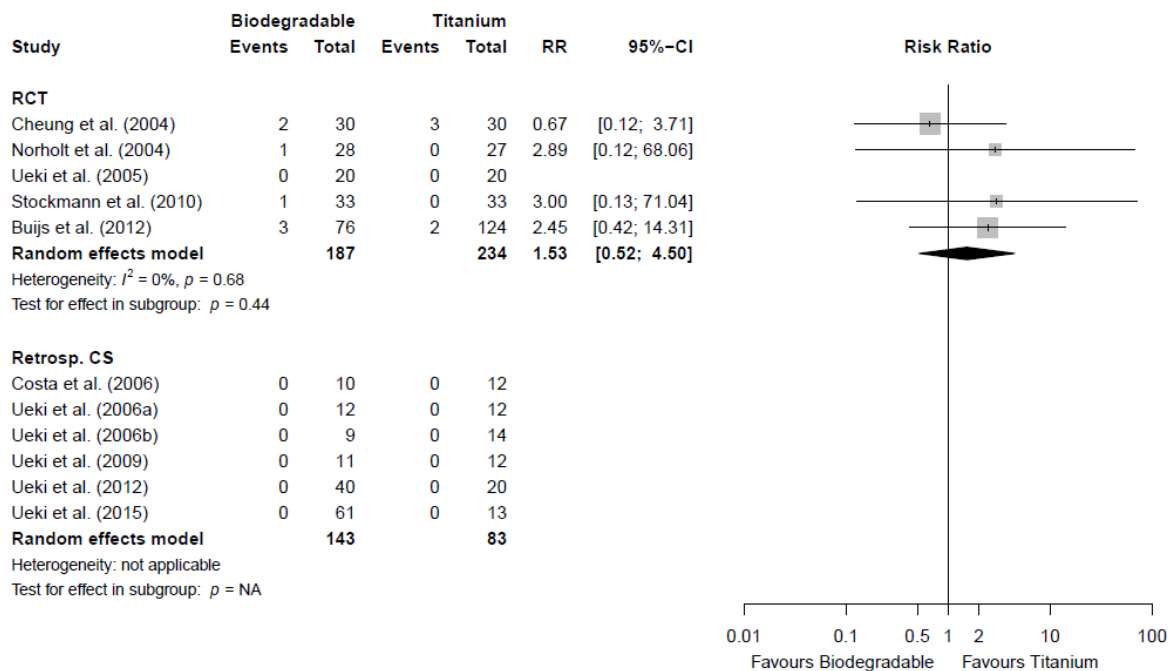 Biodegradable Titanium
Study Events Total Events Total RR 95%−CI Risk Ratio
RCT
Cheung et al. (2004) 2 30 3 30 0.67 [0.12; 3.71]
Norholt et al. (2004) 1 28 0 27 2.89 [0.12; 68.06]
Ueki et al. (2005) 0 20 0 20
Stockmann et al. (2010) 1 33 0 33 3.00 [0.13; 71.04]
Buijs et al. (2012) 3 76 2 124 2.45 [0.42; 14.31]
Random effects model 187 234 1.53 [0.52; 4.50]
Heterogeneity: I² = 0%, p = 0.68
Test for effect in subgroup: p = 0.44
Retrosp. CS
Costa et al. (2006) 0 10 0 12
Ueki et al. (2006a) 0 12 0 12
Ueki et al. (2006b) 0 9 0 14
Ueki et al. (2009) 0 11 0 12
Ueki et al. (2012) 0 40 0 20
Ueki et al. (2015) 0 61 0 13
Random effects model 143 83
Heterogeneity: not applicable
Test for effect in subgroup: p = NA
0.01 0.1 0.5 1 2 10 100
Favours Biodegradable Favours Titanium